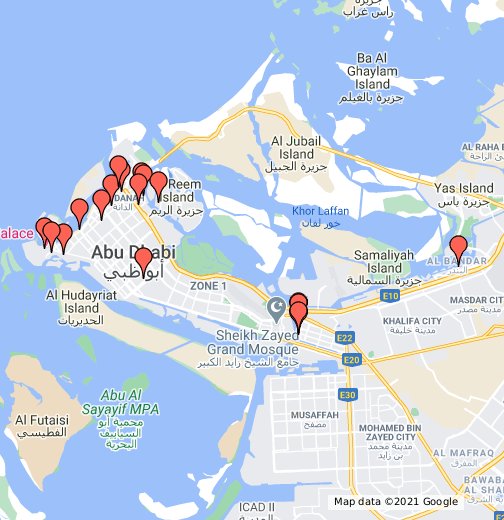 جزيرة
رأس غراب
Ba Al
Ghaylam
Island
جزيرة بالغيلم
Al Jubail
Island
جزيرة الجبيل
AL RAHA
الراحة
Yas Island
جزيرة ياس
DANAH
الدانة
Reem
Island
جزيرة الريم
Khor Laffan
خور لفان
alace
Abu Dhabi
أبوظبي
Samaliyah
Island
جزيرة السمالية
AL BANDAR
البندر
ZONE 1
E10
MASDAR CITY
مدينة مصدر
Al Hudayriat
Island
الحديريات
KHALIFA CITY
مدينة خليفة
Sheikh Zayed
Grand Mosque
جامع الشيخ زايد الكبير
E22
E20
E30
Abu Al
Sayayif MPA
محمية أبو
السياييف
البحرية
MUSAFFAH
مصفح
MOHAMED BIN
ZAYED CITY
مدينة محمد
بن زايد
Al Futaisi
الفطيسي
AL MAFRAQ
المفرق
BAWABAT
AL SHA
ICAD II
Map data ©2021 Google